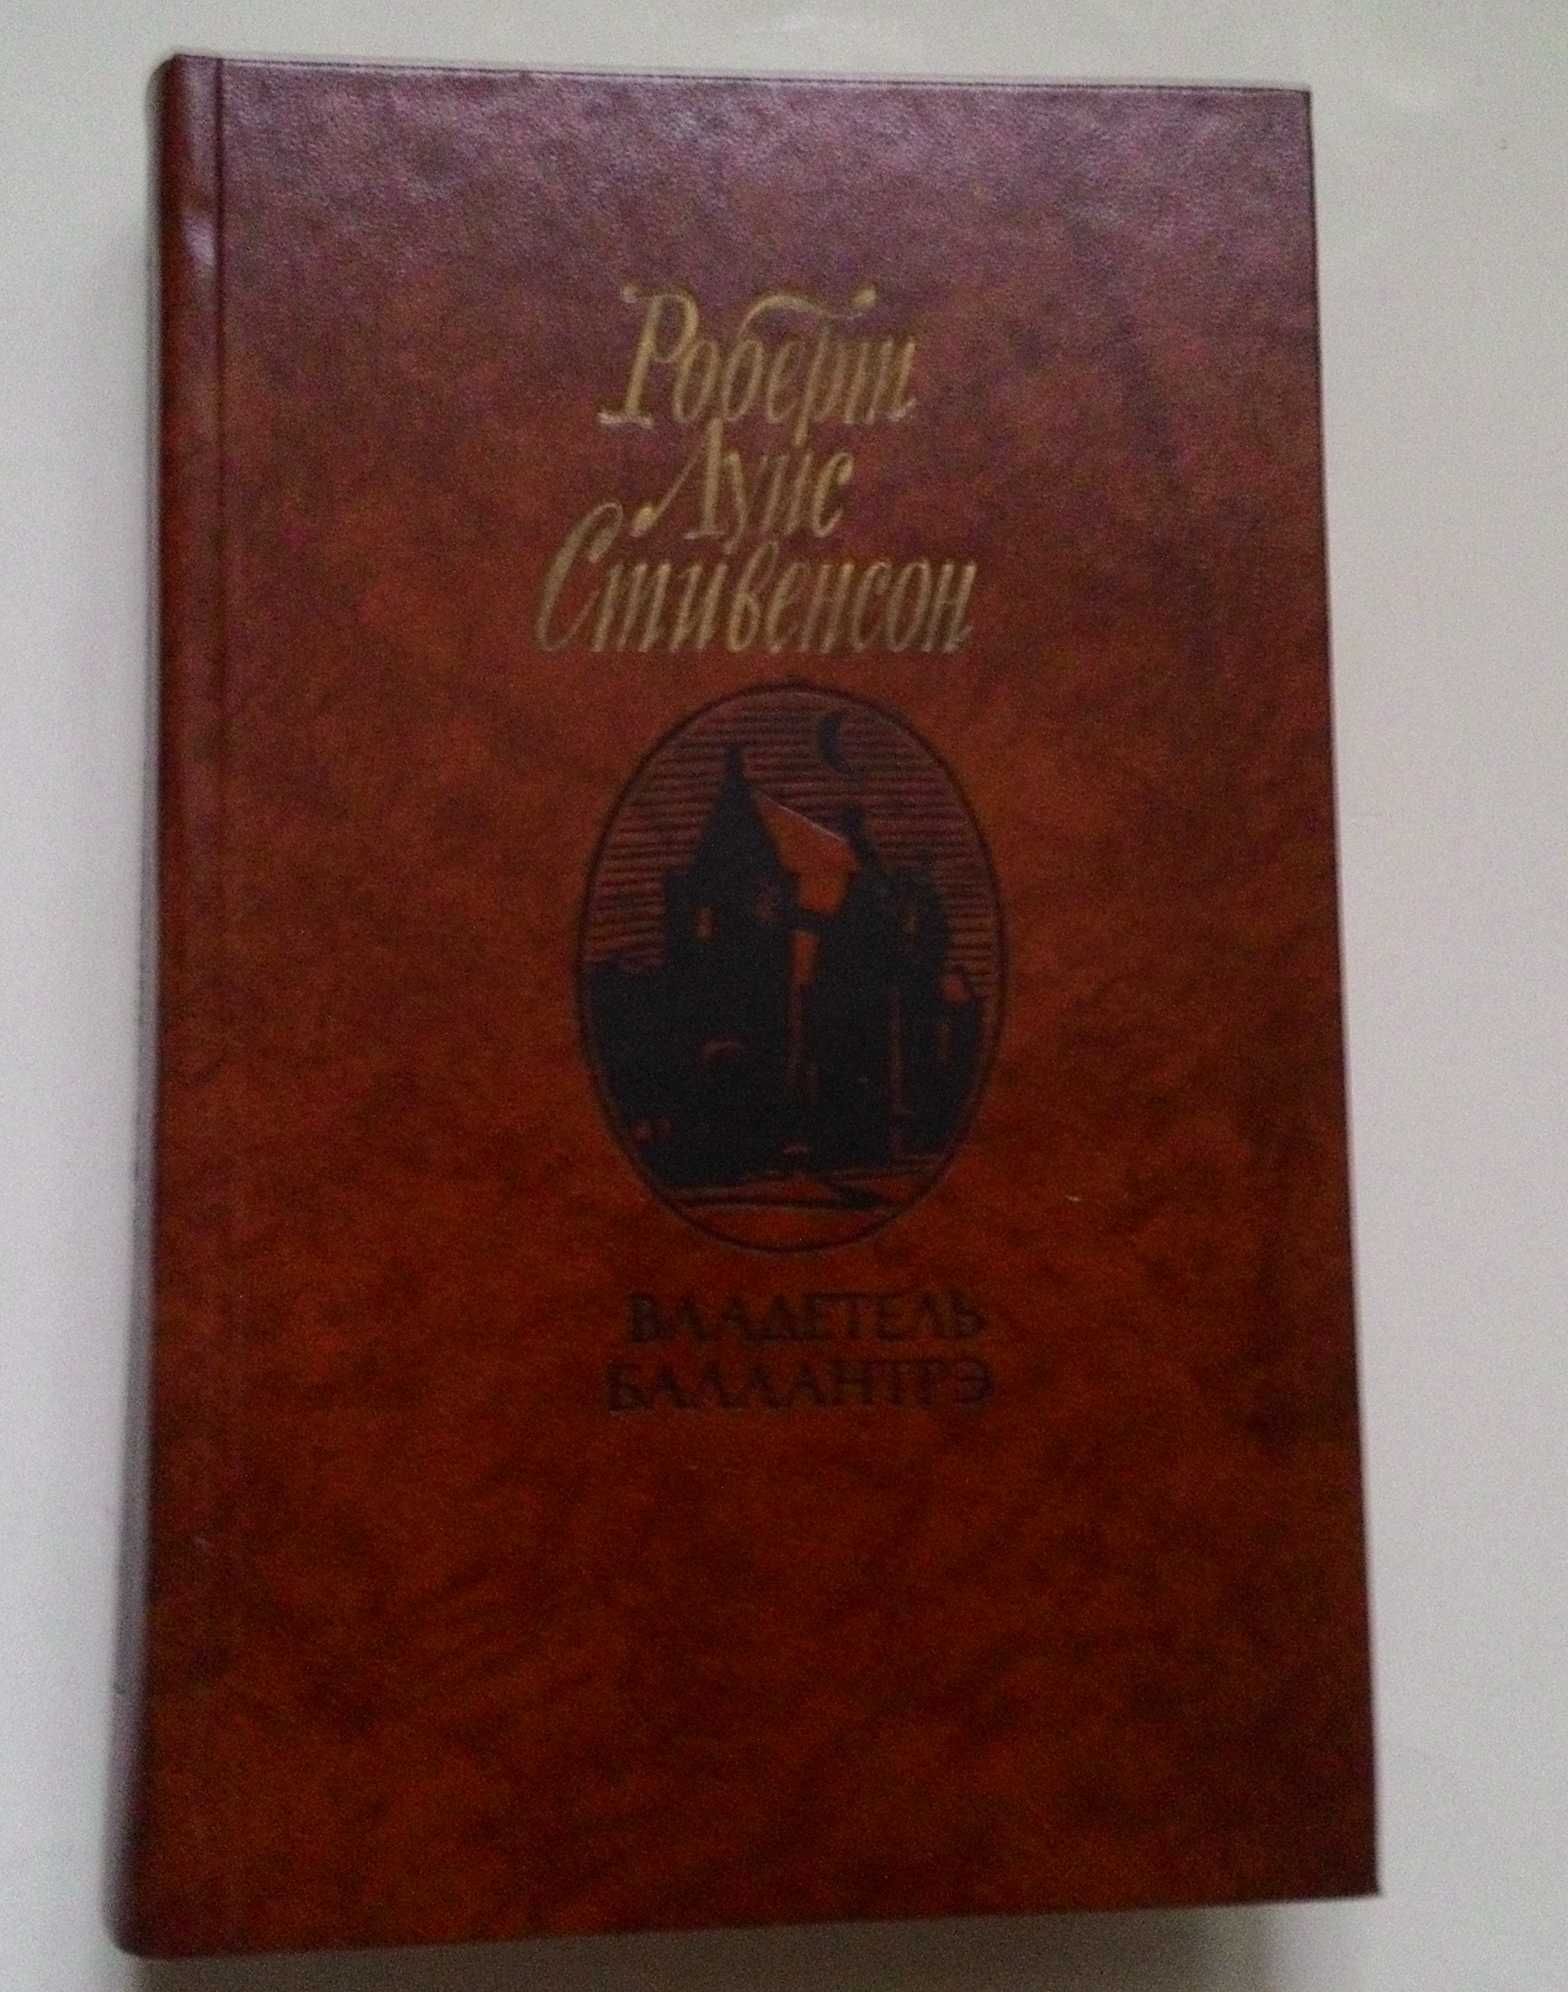 Роберт
Луис
Стивенсон
ВЛАДЕТЕЛЬ
БАЛЛАНТРЭ